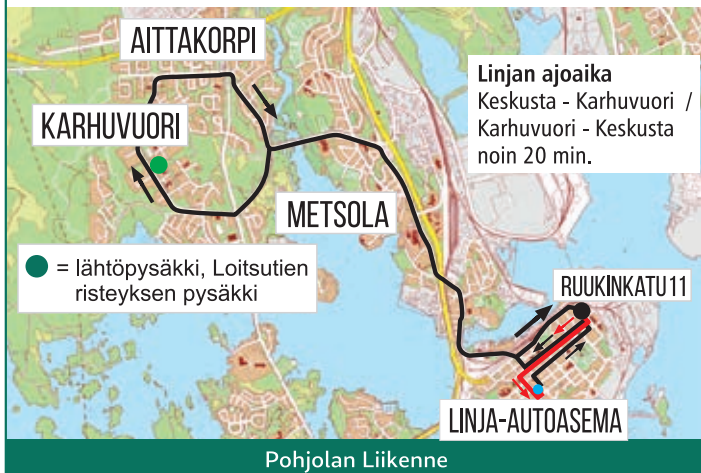 AITTAKORPI
Linjan ajoaika
Keskusta - Karhuvuori /
Karhuvuori - Keskusta
noin 20 min.
KARHUVUORI
METSOLA
= lähtöpysäkki, Loitsutien
risteyksen pysäkki
RUUKINKATU 11
LINJA-AUTOASEMA
Pohjolan Liikenne